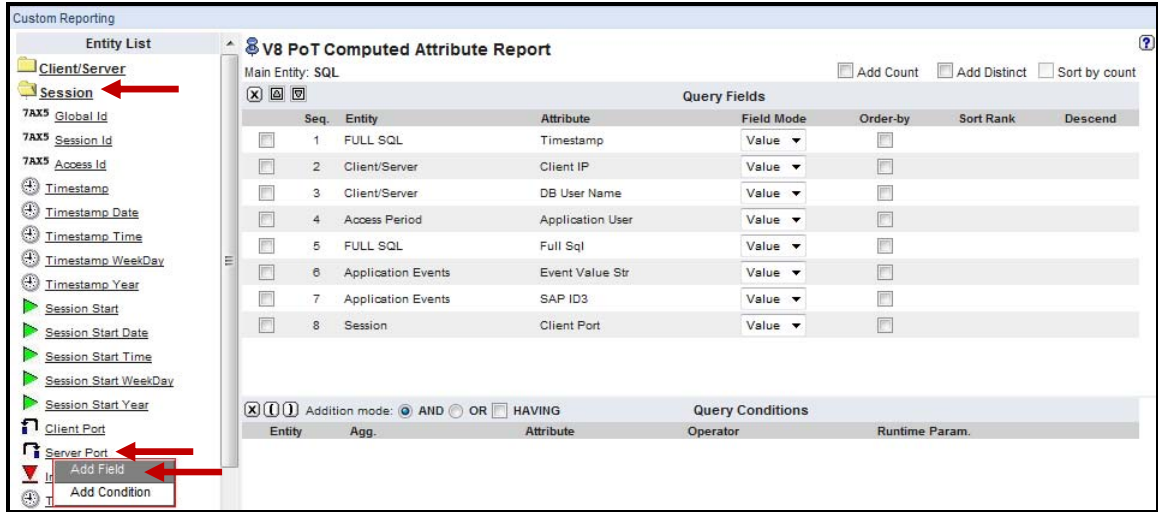 Custom Reporting
Entity List
Client/Server
Session
7AX5 Global Id
7AX5 Session Id
7AX5 Access Id
Timestamp
Timestamp Date
Timestamp Time
Timestamp WeekDay
Timestamp Year
Session Start
Session Start Date
Session Start Time
Session Start WeekDay
Session Start Year
Client Port
Server Port
Add Field
Add Condition
V8 PoT Computed Attribute Report
?
Main Entity: SQL
Add Count Add Distinct Sort by count
X Query Fields
Seq. Entity Attribute Field Mode Order-by Sort Rank Descend
1 FULL SQL Timestamp Value
2 Client/Server Client IP Value
3 Client/Server DB User Name Value
4 Access Period Application User Value
5 FULL SQL Full Sql Value
6 Application Events Event Value Str Value
7 Application Events SAP ID3 Value
8 Session Client Port Value
X ( ) Addition mode: AND OR HAVING Query Conditions
Entity Agg. Attribute Operator Runtime Param.